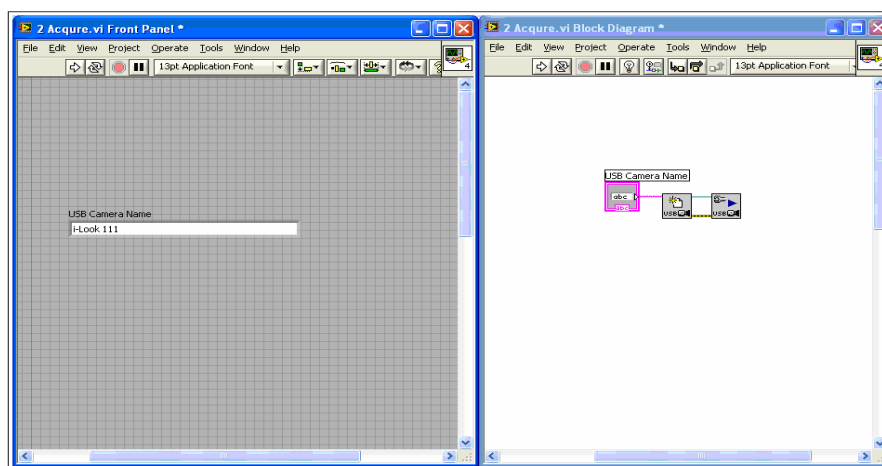 2 Acqure.vi Front Panel *
File Edit View Project Operate Tools Window Help
13pt Application Font
4
USB Camera Name
i-Look 111
2 Acqure.vi Block Diagram *
File Edit View Project Operate Tools Window Help
13pt Application Font
USB Camera Name
abc
abc
USB
USB